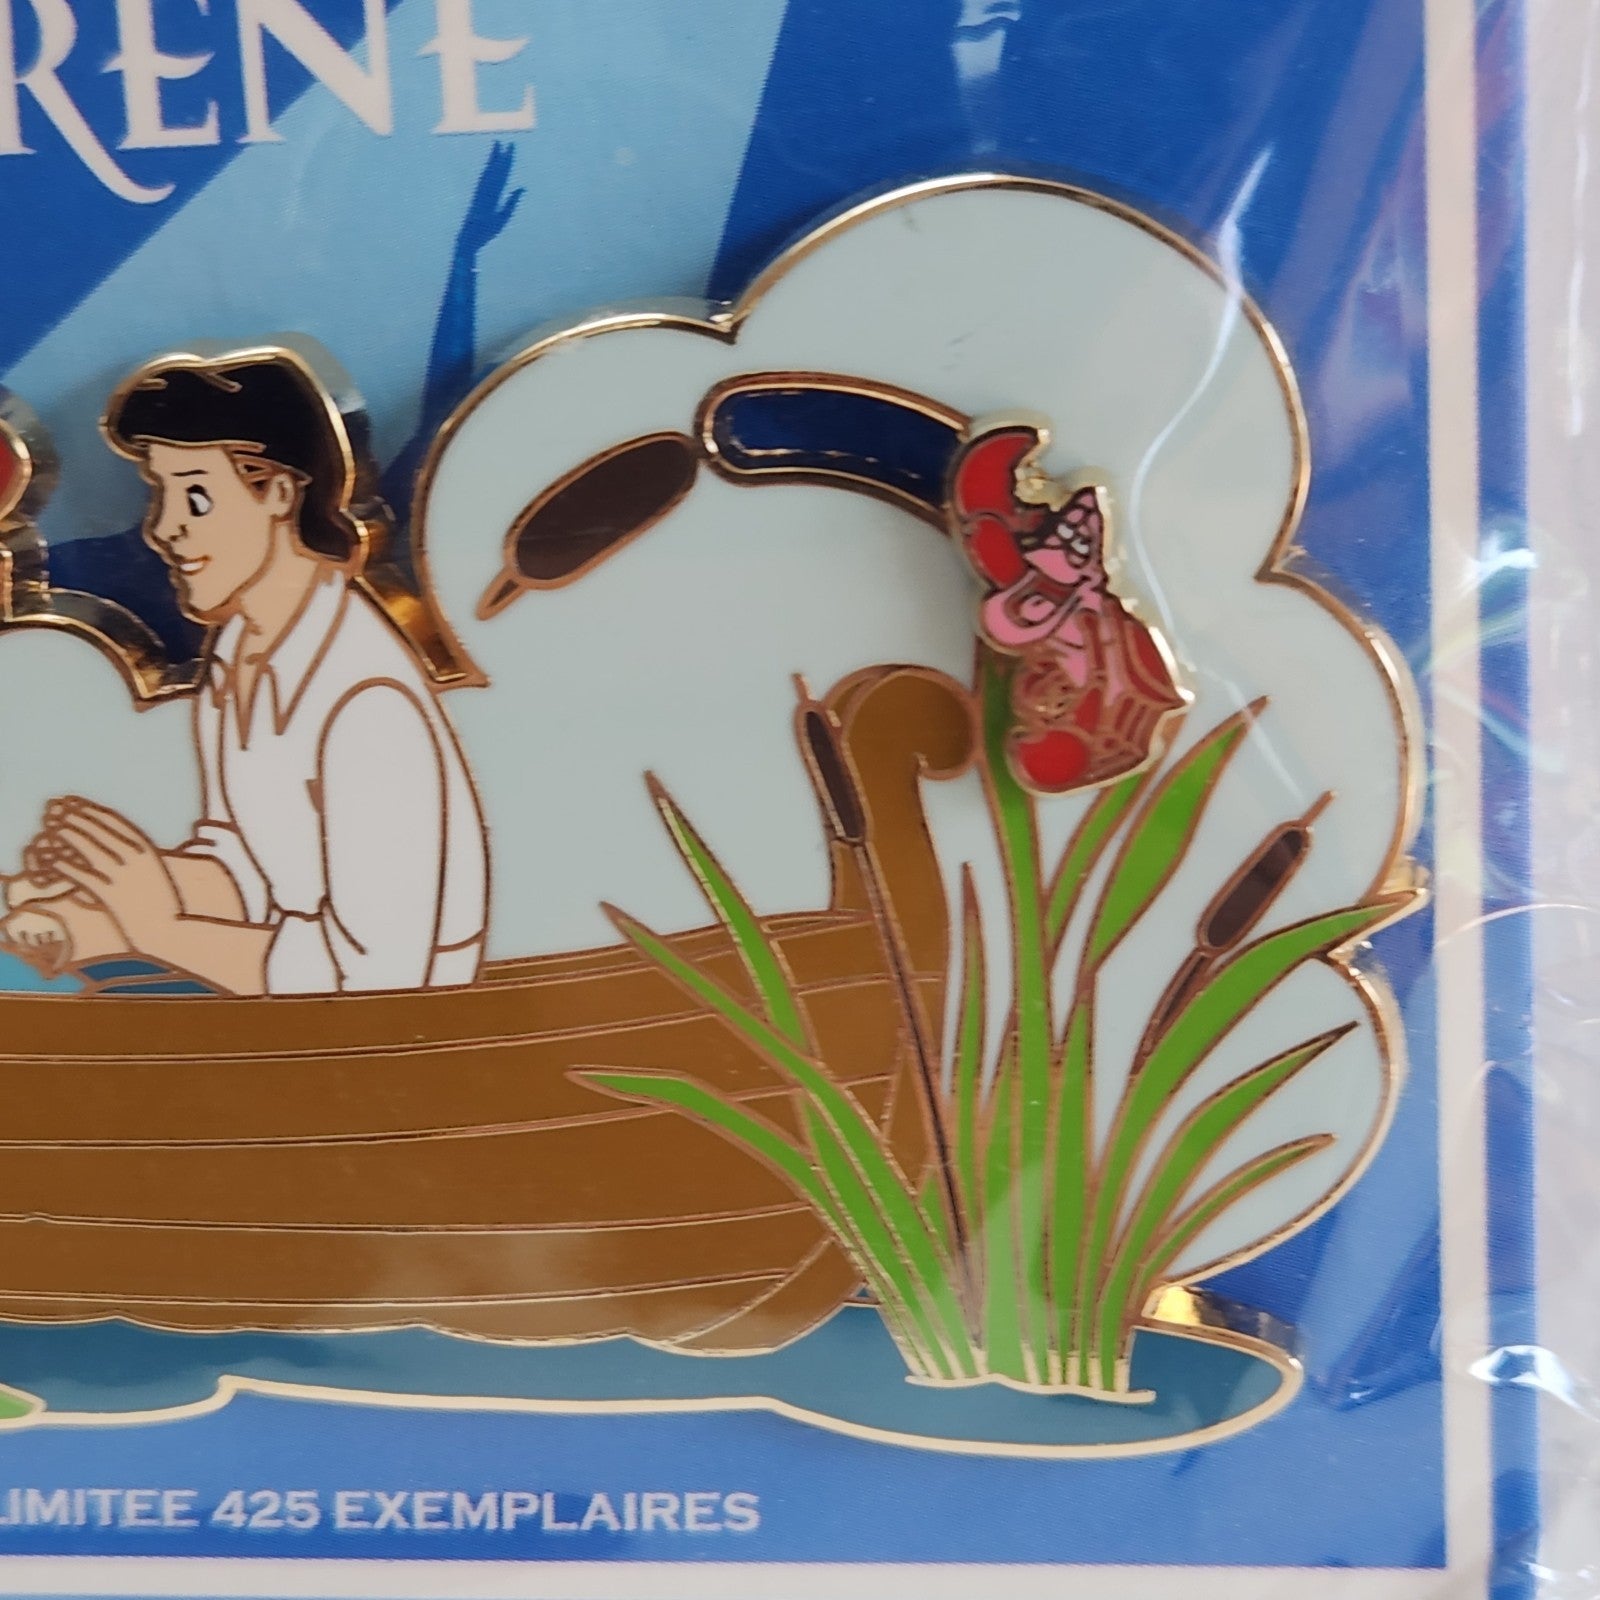 RENE
LIMITEE 425 EXEMPLAIRES